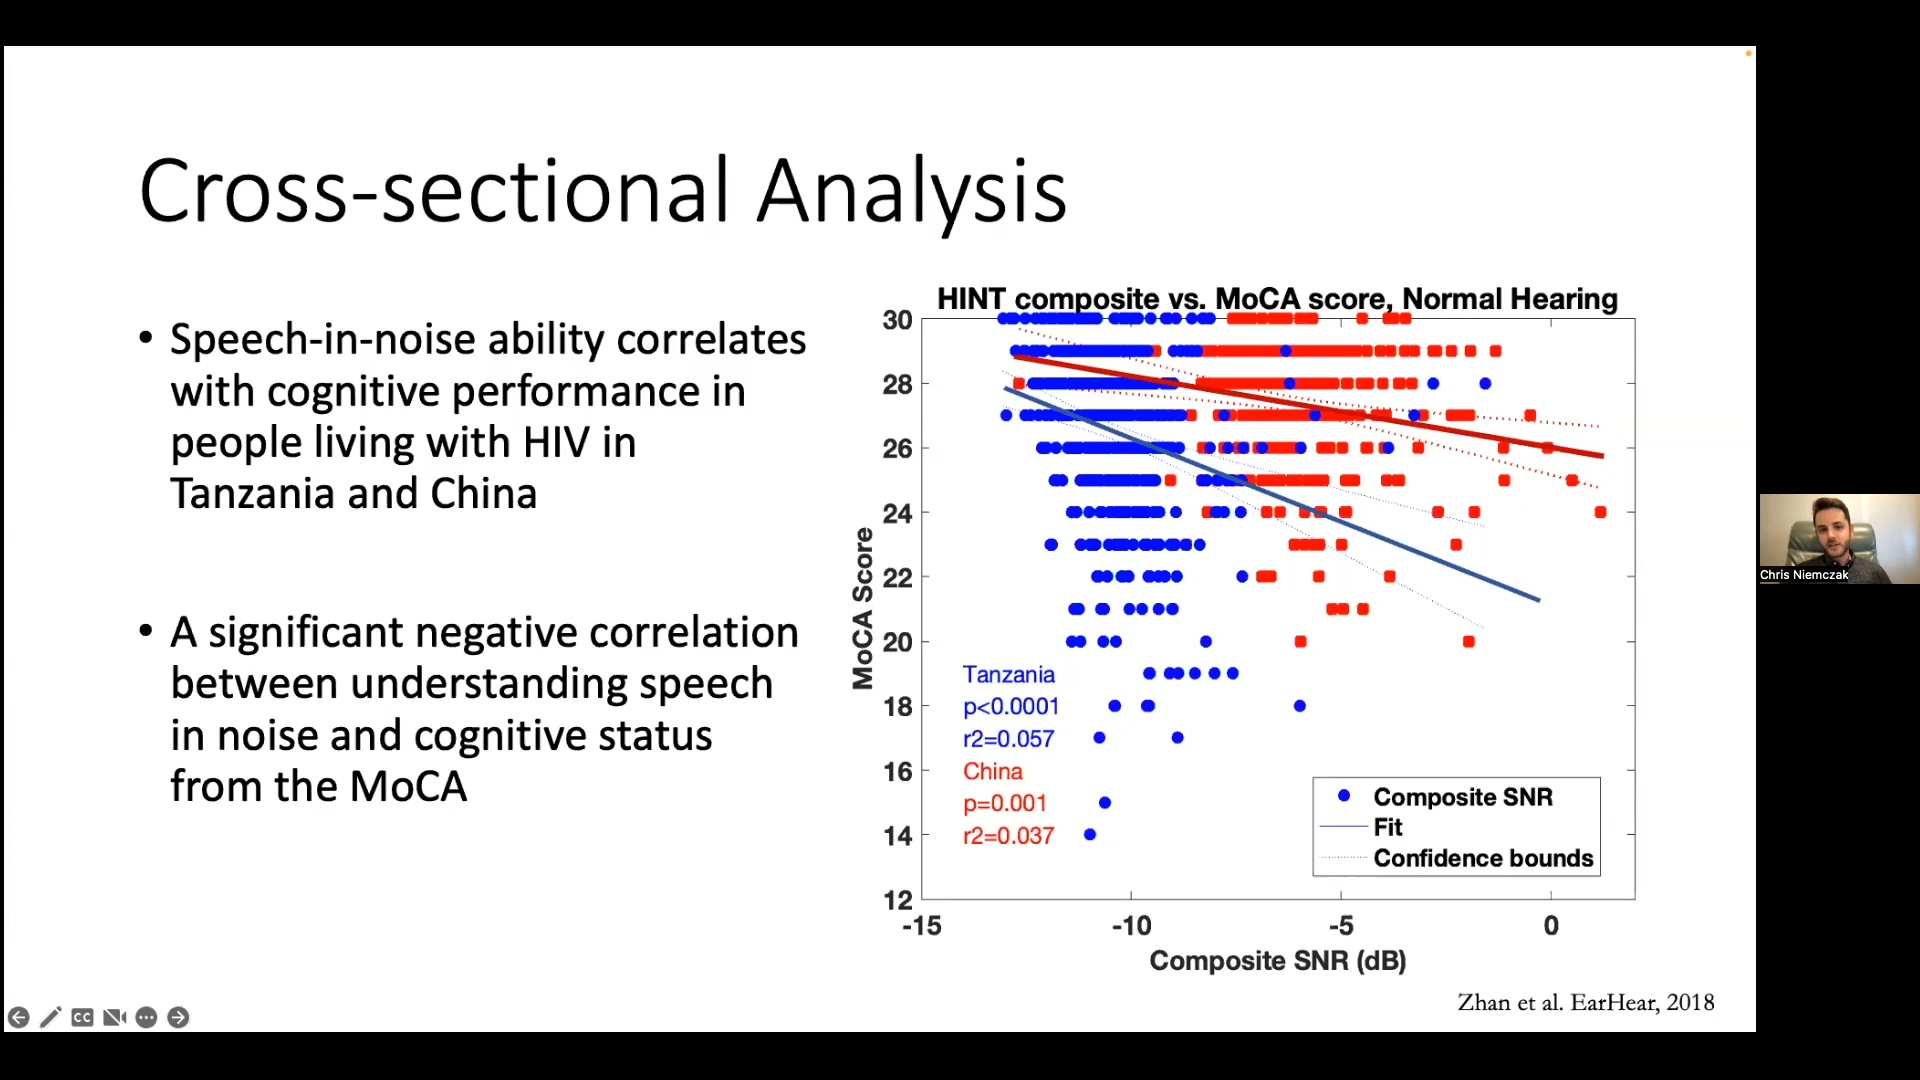 Cross-sectional Analysis
• Speech-in-noise ability correlates
with cognitive performance in
people living with HIV in
Tanzania and China
• A significant negative correlation
between understanding speech
in noise and cognitive status
from the MoCA
HINT composite vs. MoCA score, Normal Hearing
30
28
26
24
22
20
18
16
14
12
MoCA Score
Tanzania
p<0.0001
r2=0.057
China
p=0.001
r2=0.037
Composite SNR
Fit
Confidence bounds
-15 -10 -5 0
Composite SNR (dB)
Zhan et al. EarHear, 2018
CC
Chris Niemczak